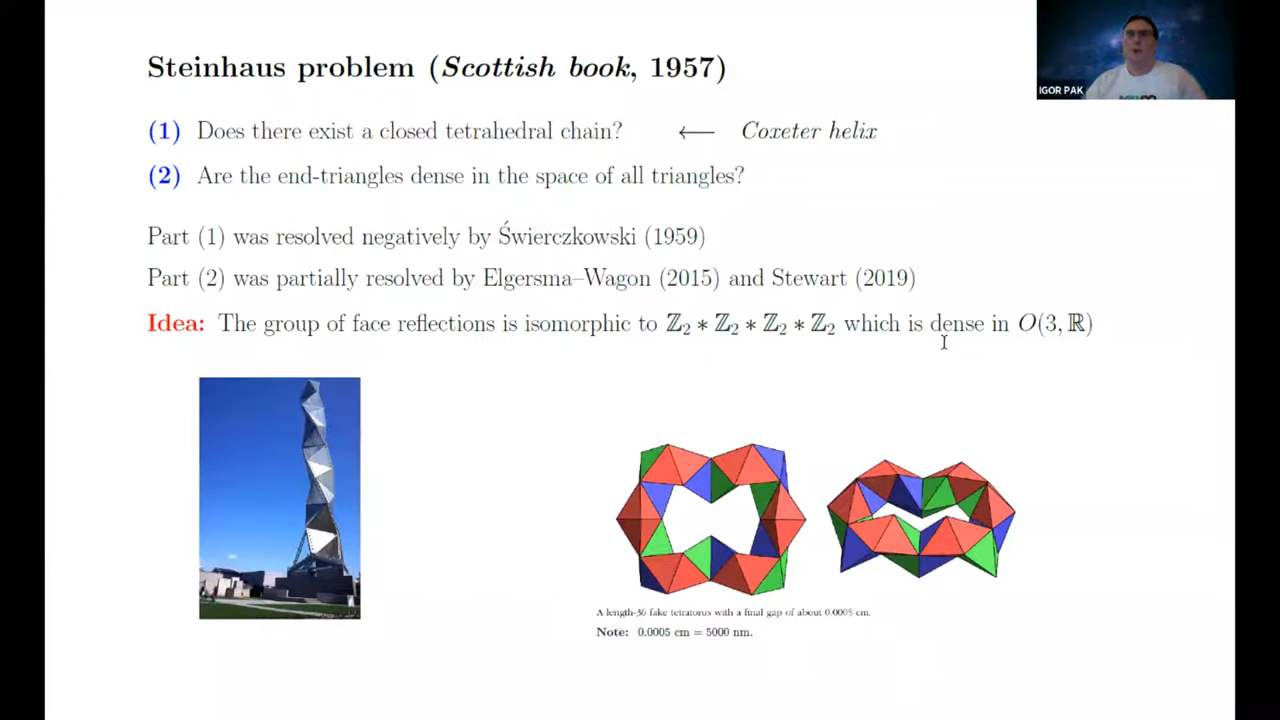 Steinhaus problem (Scottish book, 1957)
IGOR PAK
(1) Does there exist a closed tetrahedral chain? ⟵ Coxeter helix
(2) Are the end-triangles dense in the space of all triangles?
Part (1) was resolved negatively by Świerczkowski (1959)
Part (2) was partially resolved by Elgersma–Wagon (2015) and Stewart (2019)
Idea: The group of face reflections is isomorphic to ℤ₂ ∗ ℤ₂ ∗ ℤ₂ ∗ ℤ₂ which is dense in O(3, ℝ)
A length-36 fake tetratorus with a final gap of about 0.0005 cm.
Note: 0.0005 cm = 5000 nm.